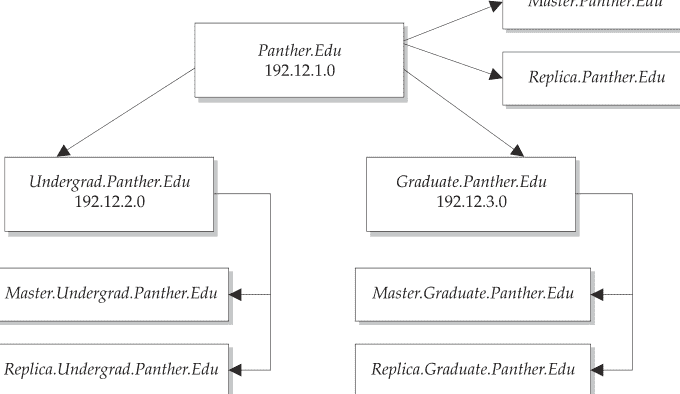 Master.Panther.Edu
Panther.Edu
192.12.1.0
Replica.Panther.Edu
Undergrad.Panther.Edu
192.12.2.0
Graduate.Panther.Edu
192.12.3.0
Master.Undergrad.Panther.Edu
Master.Graduate.Panther.Edu
Replica.Undergrad.Panther.Edu
Replica.Graduate.Panther.Edu